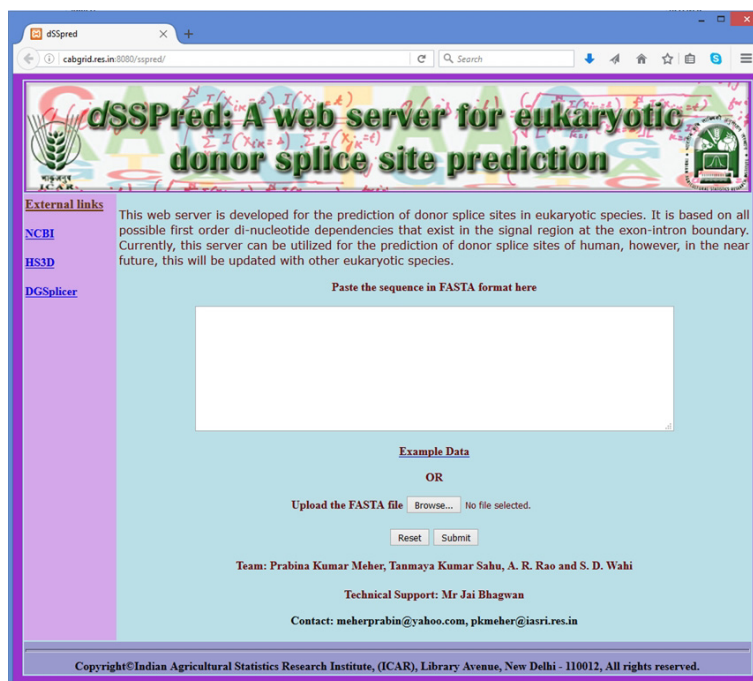 dSSpred
cabgrid.res.in:8080/sspred/
Search
dSSPred: A web server for eukaryotic
donor splice site prediction
External links
NCBI
HS3D
DGSplicer
This web server is developed for the prediction of donor splice sites in eukaryotic species. It is based on all
possible first order di-nucleotide dependencies that exist in the signal region at the exon-intron boundary.
Currently, this server can be utilized for the prediction of donor splice sites of human, however, in the near
future, this will be updated with other eukaryotic species.
Paste the sequence in FASTA format here
Example Data
OR
Upload the FASTA file Browse... No file selected.
Reset Submit
Team: Prabina Kumar Meher, Tanmaya Kumar Sahu, A. R. Rao and S. D. Wahi
Technical Support: Mr Jai Bhagwan
Contact: meherprabin@yahoo.com, pkmeher@iasri.res.in
Copyright©Indian Agricultural Statistics Research Institute, (ICAR), Library Avenue, New Delhi - 110012, All rights reserved.